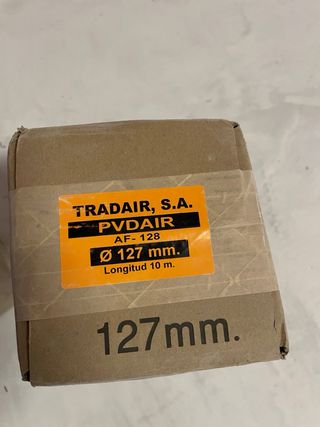 TRADAIR, S.A.
PVDAIR
AF- 128
Ø 127 mm.
Longitud 10 m.
127mm.